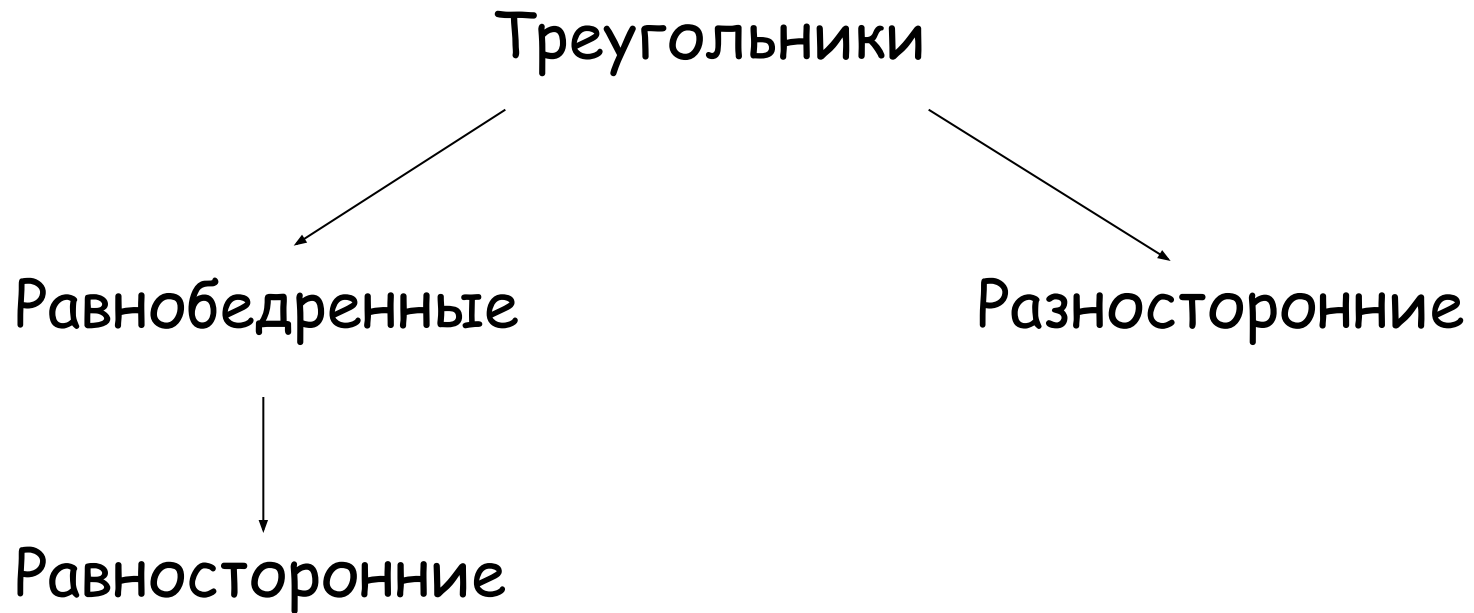 Треугольники
Равнобедренные
Разносторонние
Равносторонние